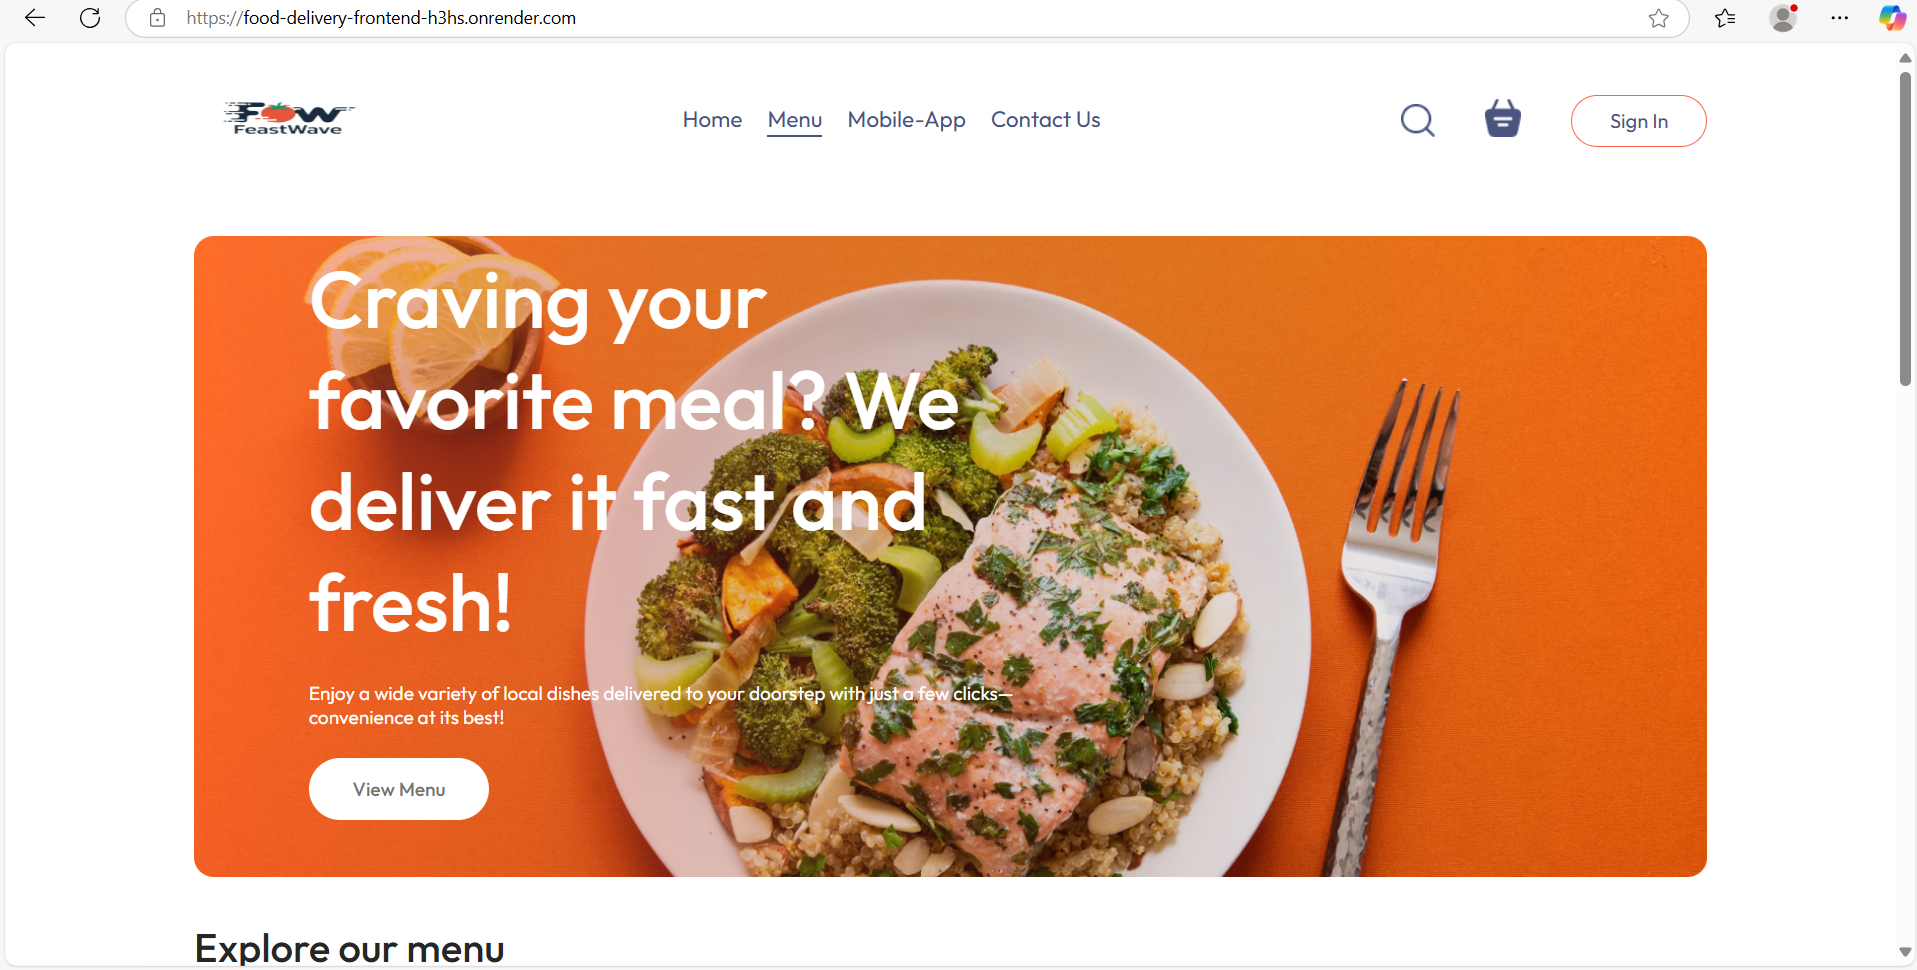 https://food-delivery-frontend-h3hs.onrender.com
FOW
FeastWave
Home Menu Mobile-App Contact Us
Sign In
Craving your
favorite meal? We
deliver it fast and
fresh!
Enjoy a wide variety of local dishes delivered to your doorstep with just a few clicks—
convenience at its best!
View Menu
Explore our menu